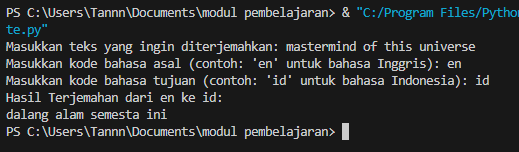 PS C:\Users\Tannn\Documents\modul pembelajaran> & "C:/Program Files/Pytho
te.py"
Masukkan teks yang ingin diterjemahkan: mastermind of this universe
Masukkan kode bahasa asal (contoh: 'en' untuk bahasa Inggris): en
Masukkan kode bahasa tujuan (contoh: 'id' untuk bahasa Indonesia): id
Hasil Terjemahan dari en ke id:
dalang alam semesta ini
PS C:\Users\Tannn\Documents\modul pembelajaran>